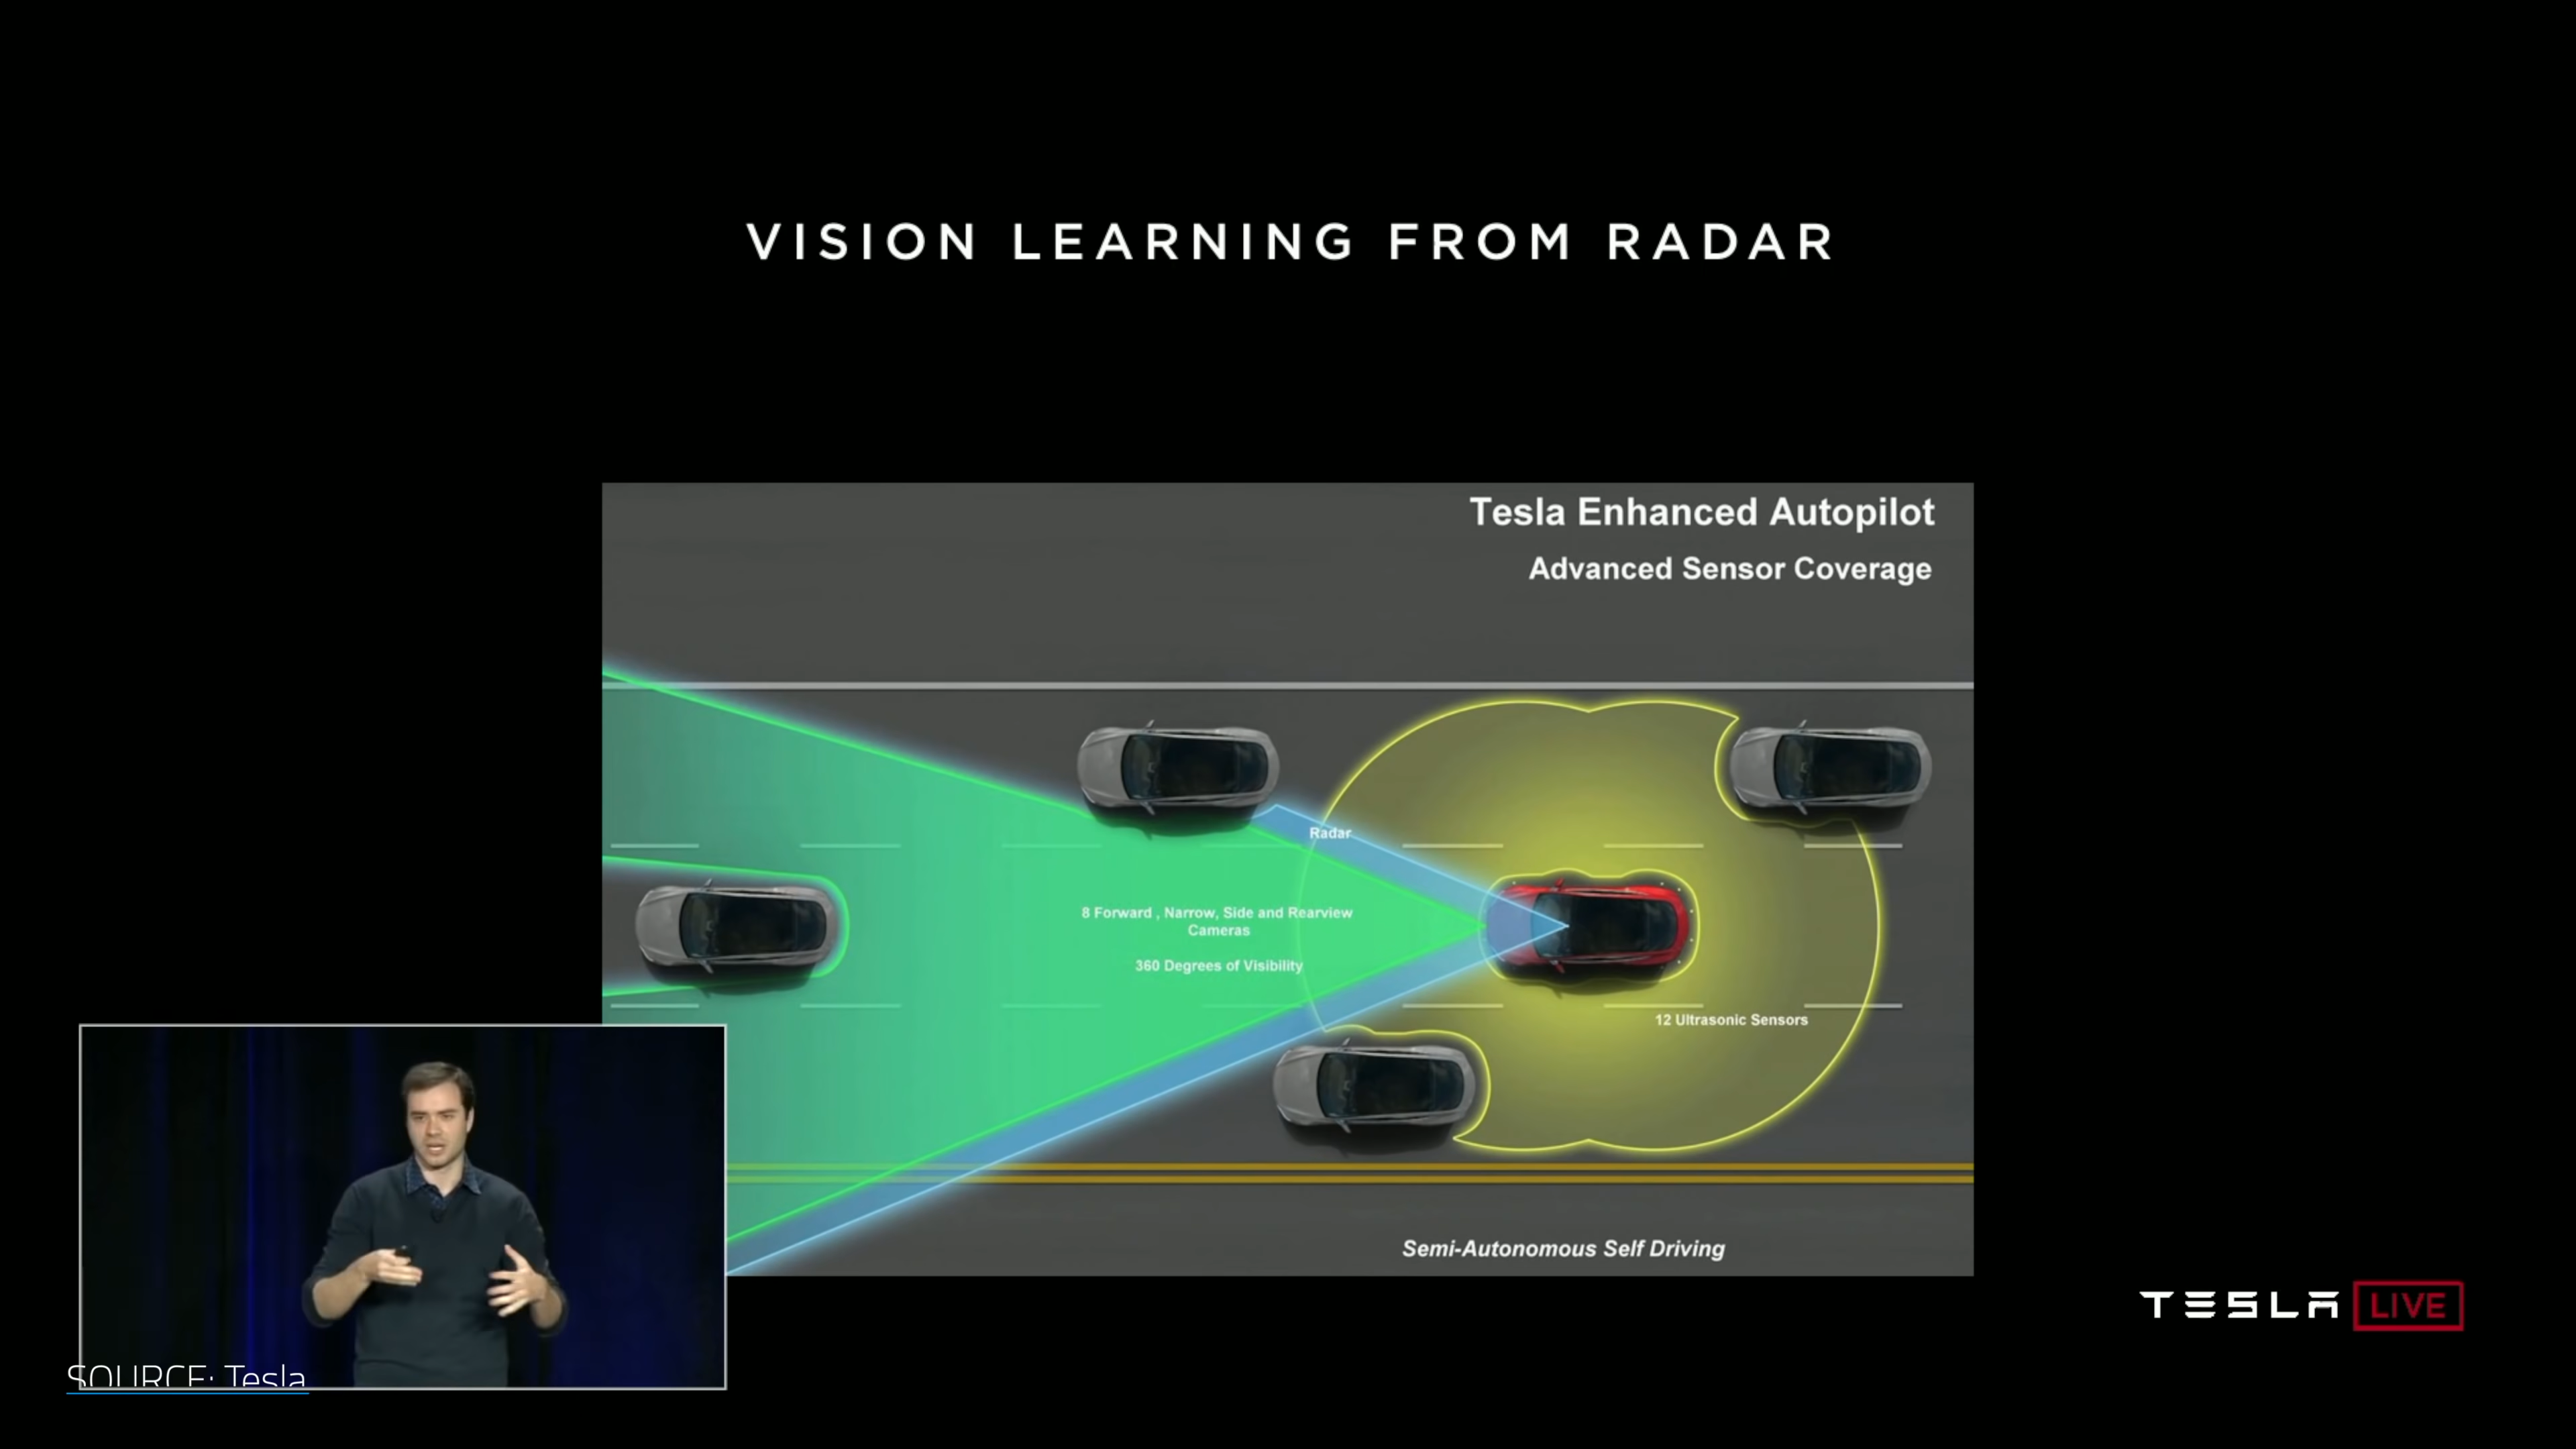 VISION LEARNING FROM RADAR
Tesla Enhanced Autopilot
Advanced Sensor Coverage
Radar
8 Forward , Narrow, Side and Rearview
Cameras
360 Degrees of Visibility
12 Ultrasonic Sensors
Semi-Autonomous Self Driving
TESLA LIVE
SOURCE: Tesla